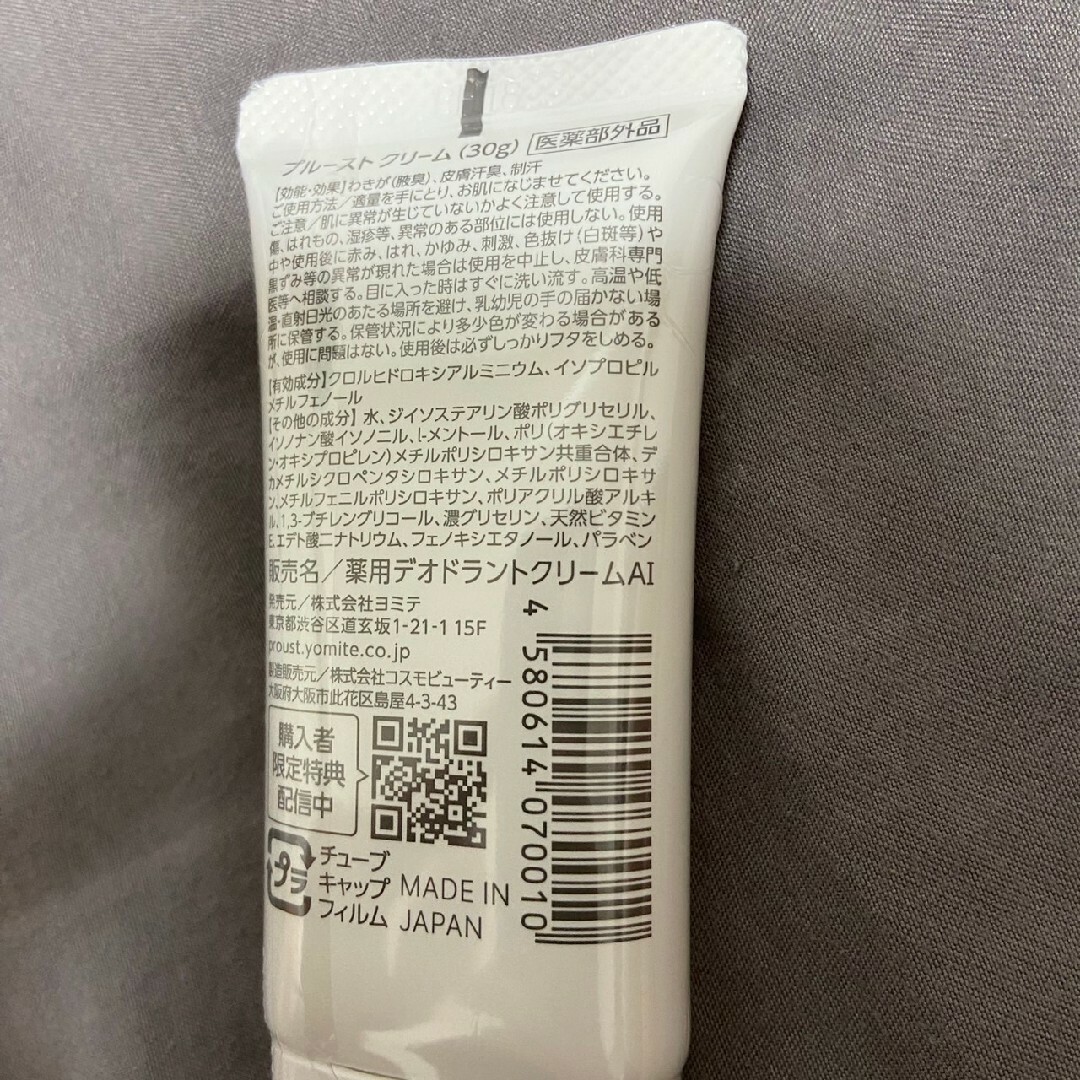 プルースト クリーム (30g) 医薬部外品
【効能・効果】わきが(腋臭)、皮膚汗臭、制汗
ご使用方法／適量を手にとり、お肌になじませてください。
ご注意／肌に異常が生じていないかよく注意して使用する。
傷、はれもの、湿疹等、異常のある部位には使用しない。使用
中や使用後に赤み、はれ、かゆみ、刺激、色抜け(白斑等)や
黒ずみ等の異常が現れた場合は使用を中止し、皮膚科専門
医等へ相談する。目に入った時はすぐに洗い流す。高温や低
温・直射日光のあたる場所を避け、乳幼児の手の届かない場
所に保管する。保管状況により多少色が変わる場合がある
が、使用に問題はない。使用後は必ずしっかりフタをしめる。
【有効成分】クロルヒドロキシアルミニウム、イソプロピル
メチルフェノール
【その他の成分】水、ジイソステアリン酸ポリグリセリル、
イソノナン酸イソノニル、l-メントール、ポリ(オキシエチレ
ン・オキシプロピレン)メチルポリシロキサン共重合体、デ
カメチルシクロペンタシロキサン、メチルポリシロキサ
ン、メチルフェニルポリシロキサン、ポリアクリル酸アルキ
ル、1,3-ブチレングリコール、濃グリセリン、天然ビタミン
E、エデト酸二ナトリウム、フェノキシエタノール、パラベン
販売名／薬用デオドラントクリームAI
発売元／株式会社ヨミテ
東京都渋谷区道玄坂1-21-1 15F
proust.yomite.co.jp
製造販売元／株式会社コスモビューティー
大阪府大阪市此花区島屋4-3-43
購入者
限定特典
配信中
プラ
チューブ
キャップ
フィルム
MADE IN
JAPAN
4 580614 070010